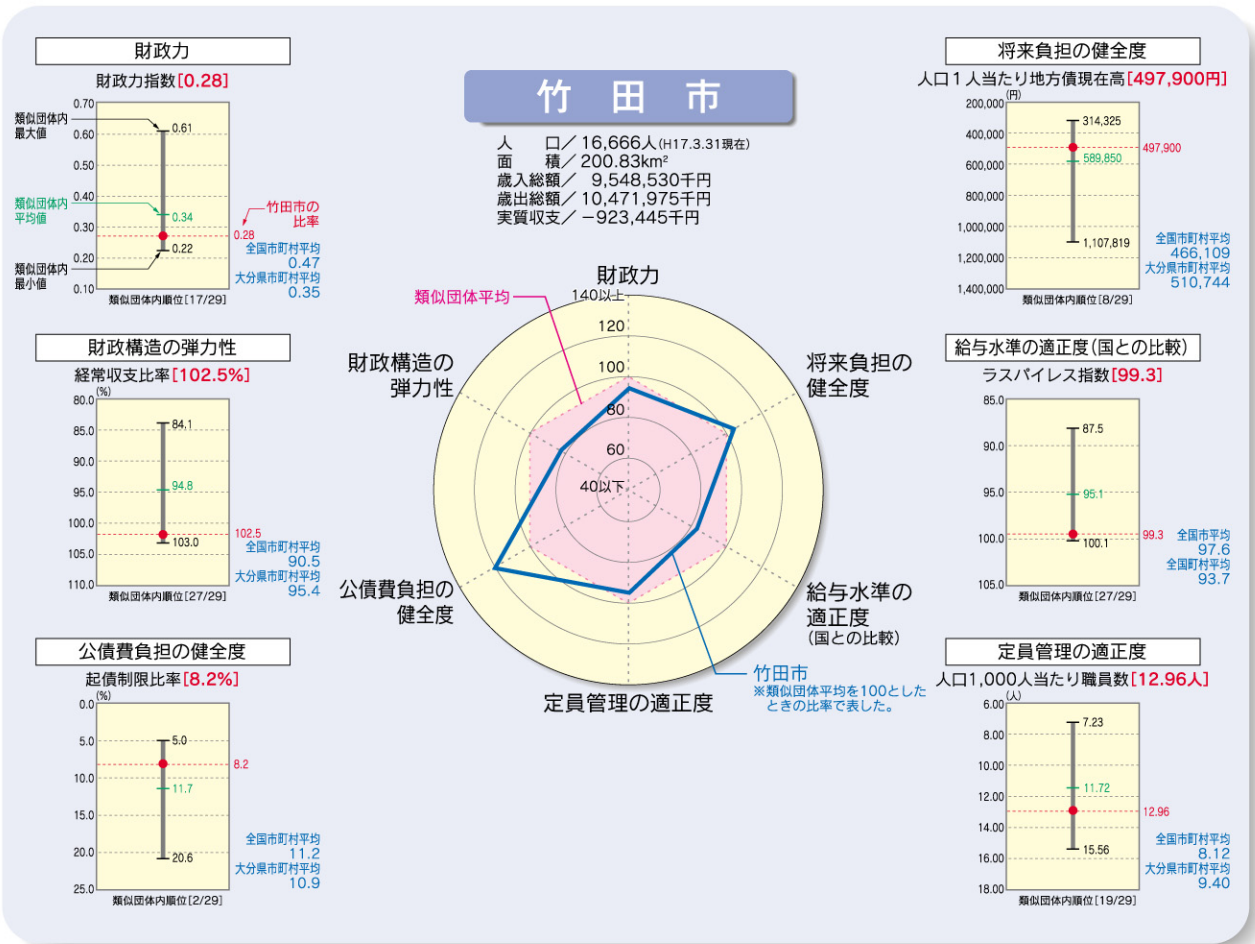 竹田市
人口／16,666人(H17.3.31現在)
面積／200.83km²
歳入総額／ 9,548,530千円
歳出総額／10,471,975千円
実質収支／－923,445千円
財政力
財政力指数[0.28]
0.70
0.60
0.50
0.40
0.30
0.20
0.10
類似団体内
最大値
0.61
類似団体内
平均値
0.34
竹田市の
比率
0.28
0.22
類似団体内
最小値
全国市町村平均
0.47
大分県市町村平均
0.35
類似団体内順位[17/29]
財政構造の弾力性
経常収支比率[102.5%]
(%)
80.0
85.0
90.0
95.0
100.0
105.0
110.0
84.1
94.8
102.5
103.0
全国市町村平均
90.5
大分県市町村平均
95.4
類似団体内順位[27/29]
公債費負担の健全度
起債制限比率[8.2%]
(%)
0.0
5.0
10.0
15.0
20.0
25.0
5.0
8.2
11.7
20.6
全国市町村平均
11.2
大分県市町村平均
10.9
類似団体内順位[2/29]
財政力
類似団体平均
140以上
120
100
80
60
40以下
財政構造の
弾力性
将来負担の
健全度
公債費負担の
健全度
給与水準の
適正度
(国との比較)
定員管理の適正度
竹田市
※類似団体平均を100とした
ときの比率で表した。
将来負担の健全度
人口1人当たり地方債現在高[497,900円]
(円)
200,000
400,000
600,000
800,000
1,000,000
1,200,000
1,400,000
314,325
497,900
589,850
1,107,819
全国市町村平均
466,109
大分県市町村平均
510,744
類似団体内順位[8/29]
給与水準の適正度(国との比較)
ラスパイレス指数[99.3]
85.0
90.0
95.0
100.0
105.0
87.5
95.1
99.3
100.1
全国市平均
97.6
全国町村平均
93.7
類似団体内順位[27/29]
定員管理の適正度
人口1,000人当たり職員数[12.96人]
(人)
6.00
8.00
10.00
12.00
14.00
16.00
18.00
7.23
11.72
12.96
15.56
全国市町村平均
8.12
大分県市町村平均
9.40
類似団体内順位[19/29]